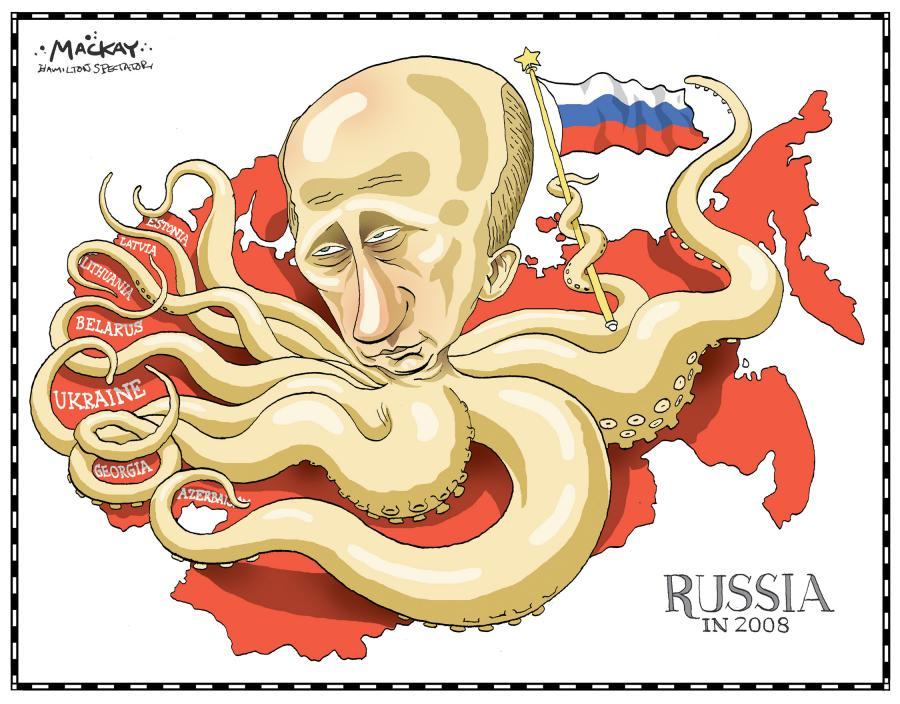 MACKAY
HAMILTON SPECTATOR
ESTONIA
LATVIA
LITHUANIA
BELARUS
UKRAINE
GEORGIA
RUSSIA
IN 2008